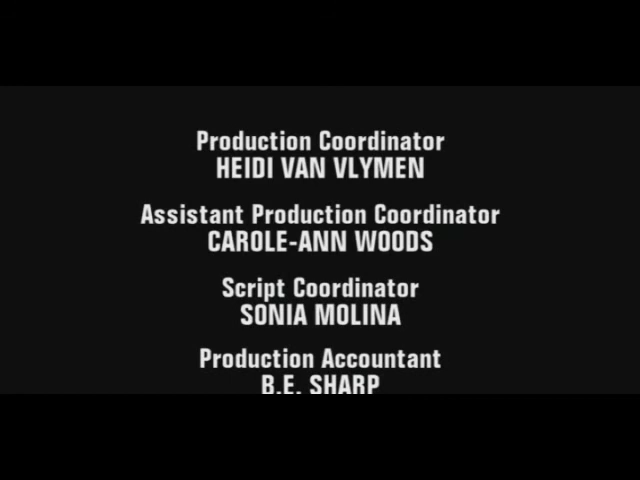 Production Coordinator
HEIDI VAN VLYMEN
Assistant Production Coordinator
CAROLE-ANN WOODS
Script Coordinator
SONIA MOLINA
Production Accountant
B.E. SHARP